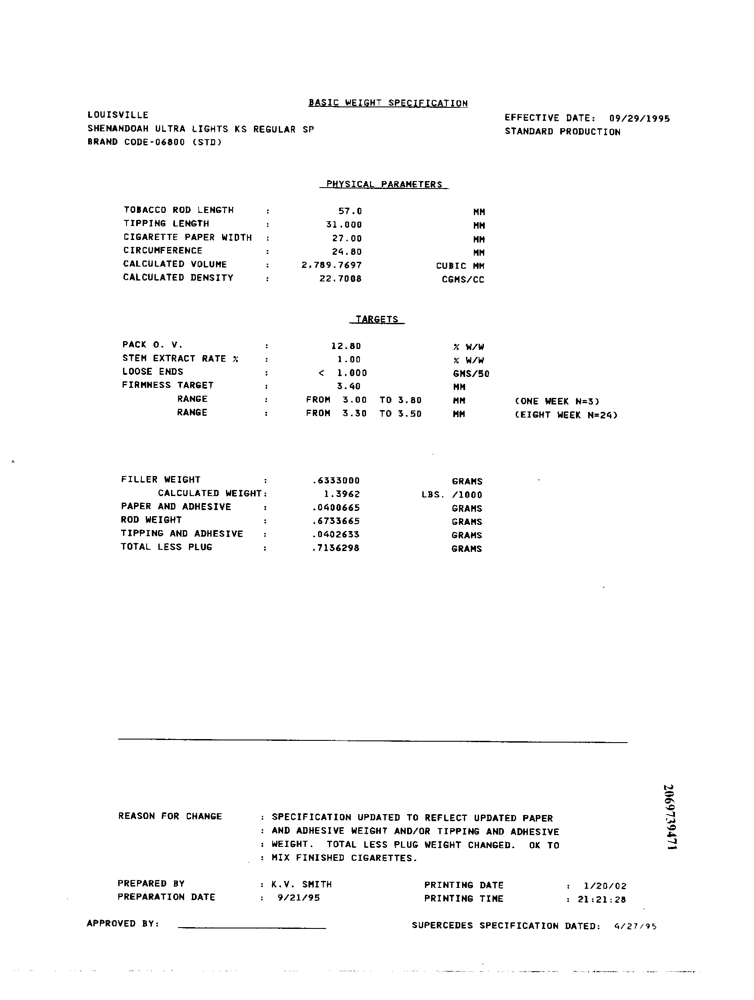 BASIC WEIGHT SPECIFICATION
LOUISVILLE
EFFECTIVE DATE: 09/29/1995
SHENANDOAH ULTRA LIGHTS KS REGULAR SP
STANDARD PRODUCTION
BRAND CODE-06800 (STD)
PHYSICAL PARAMETERS
TOBACCO ROD LENGTH : 57.0 MM
TIPPING LENGTH : 31.000 MM
CIGARETTE PAPER WIDTH : 27.00 MM
CIRCUMFERENCE : 24.80 MM
CALCULATED VOLUME : 2,789.7697 CUBIC MM
CALCULATED DENSITY : 22.7008 CGMS/CC
TARGETS
PACK O. V. : 12.80 % W/W
STEM EXTRACT RATE % : 1.00 % W/W
LOOSE ENDS : < 1.000 GMS/50
FIRMNESS TARGET : 3.40 MM
RANGE : FROM 3.00 TO 3.80 MM (ONE WEEK N=3)
RANGE : FROM 3.30 TO 3.50 MM (EIGHT WEEK N=24)
FILLER WEIGHT : .6333000 GRAMS
CALCULATED WEIGHT: 1.3962 LBS. /1000
PAPER AND ADHESIVE : .0400665 GRAMS
ROD WEIGHT : .6733665 GRAMS
TIPPING AND ADHESIVE : .0402633 GRAMS
TOTAL LESS PLUG : .7136298 GRAMS
REASON FOR CHANGE : SPECIFICATION UPDATED TO REFLECT UPDATED PAPER
: AND ADHESIVE WEIGHT AND/OR TIPPING AND ADHESIVE
: WEIGHT. TOTAL LESS PLUG WEIGHT CHANGED. OK TO
: MIX FINISHED CIGARETTES.
PREPARED BY : K.V. SMITH PRINTING DATE : 1/20/02
PREPARATION DATE : 9/21/95 PRINTING TIME : 21:21:28
APPROVED BY: SUPERCEDES SPECIFICATION DATED: 4/27/95
2069739471